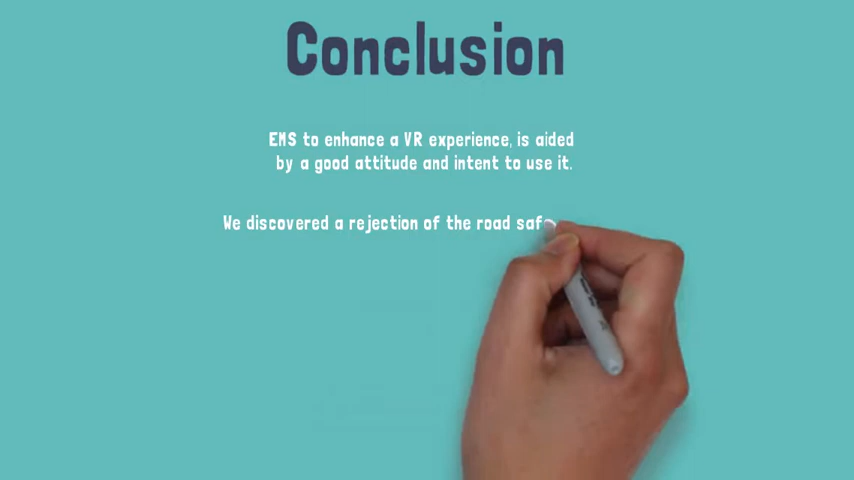 Conclusion
EMS to enhance a VR experience, is aided
by a good attitude and intent to use it.
We discovered a rejection of the road saf